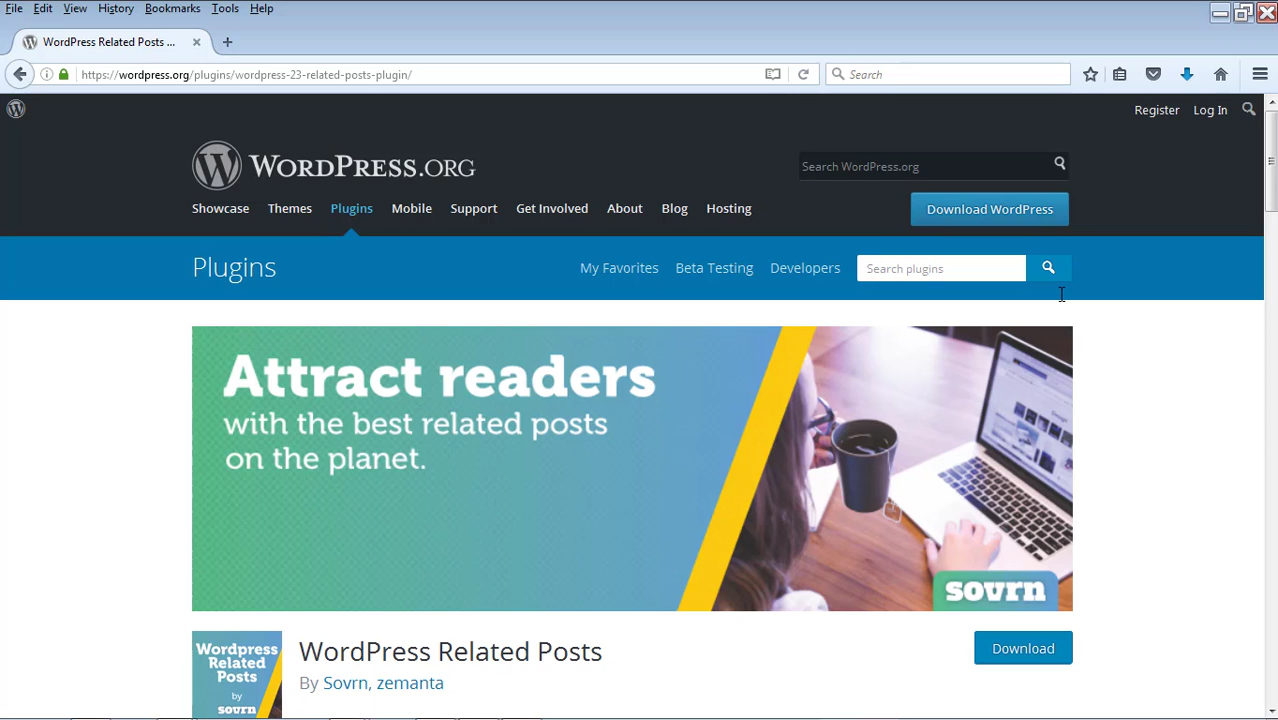 File Edit View History Bookmarks Tools Help
WordPress Related Posts ...
https://wordpress.org/plugins/wordpress-23-related-posts-plugin/
Search
Register Log In
WORDPRESS.ORG
Search WordPress.org
Showcase Themes Plugins Mobile Support Get Involved About Blog Hosting
Download WordPress
Plugins
My Favorites Beta Testing Developers
Search plugins
Attract readers
with the best related posts
on the planet.
sovrn
Wordpress
Related
Posts
by
sovrn
WordPress Related Posts
Download
By Sovrn, zemanta